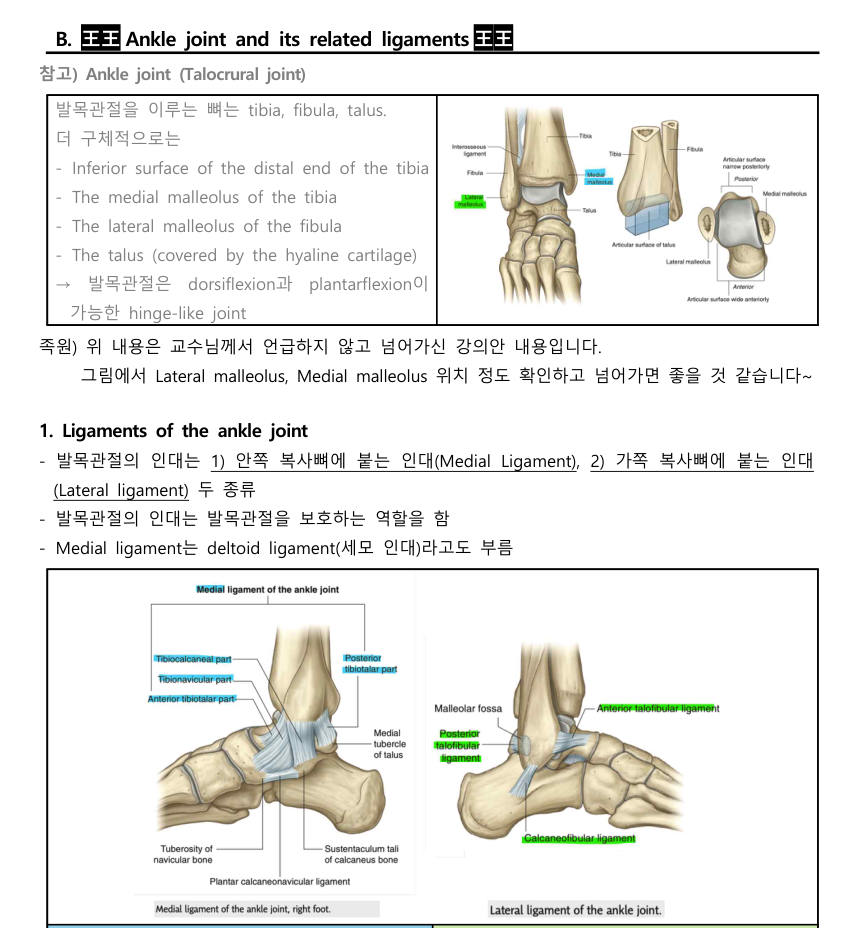 B. 王王 Ankle joint and its related ligaments 王王
참고) Ankle joint (Talocrural joint)
발목관절을 이루는 뼈는 tibia, fibula, talus.
더 구체적으로는
- Inferior surface of the distal end of the tibia
- The medial malleolus of the tibia
- The lateral malleolus of the fibula
- The talus (covered by the hyaline cartilage)
→ 발목관절은 dorsiflexion과 plantarflexion이
가능한 hinge-like joint
Interosseous
ligament
Fibula
Lateral
malleolus
Tibia
Medial
malleolus
Talus
Tibia
Fibula
Articular surface of talus
Articular surface
narrow posteriorly
Posterior
Medial malleolus
Lateral malleolus
Anterior
Articular surface wide anteriorly
족원) 위 내용은 교수님께서 언급하지 않고 넘어가신 강의안 내용입니다.
그림에서 Lateral malleolus, Medial malleolus 위치 정도 확인하고 넘어가면 좋을 것 같습니다~
1. Ligaments of the ankle joint
- 발목관절의 인대는 1) 안쪽 복사뼈에 붙는 인대(Medial Ligament), 2) 가쪽 복사뼈에 붙는 인대
(Lateral ligament) 두 종류
- 발목관절의 인대는 발목관절을 보호하는 역할을 함
- Medial ligament는 deltoid ligament(세모 인대)라고도 부름
Medial ligament of the ankle joint
Tibiocalcaneal part
Tibionavicular part
Anterior tibiotalar part
Posterior
tibiotalar part
Medial
tubercle
of talus
Tuberosity of
navicular bone
Sustentaculum tali
of calcaneus bone
Plantar calcaneonavicular ligament
Medial ligament of the ankle joint, right foot.
Malleolar fossa
Posterior
talofibular
ligament
Anterior talofibular ligament
Calcaneofibular ligament
Lateral ligament of the ankle joint.